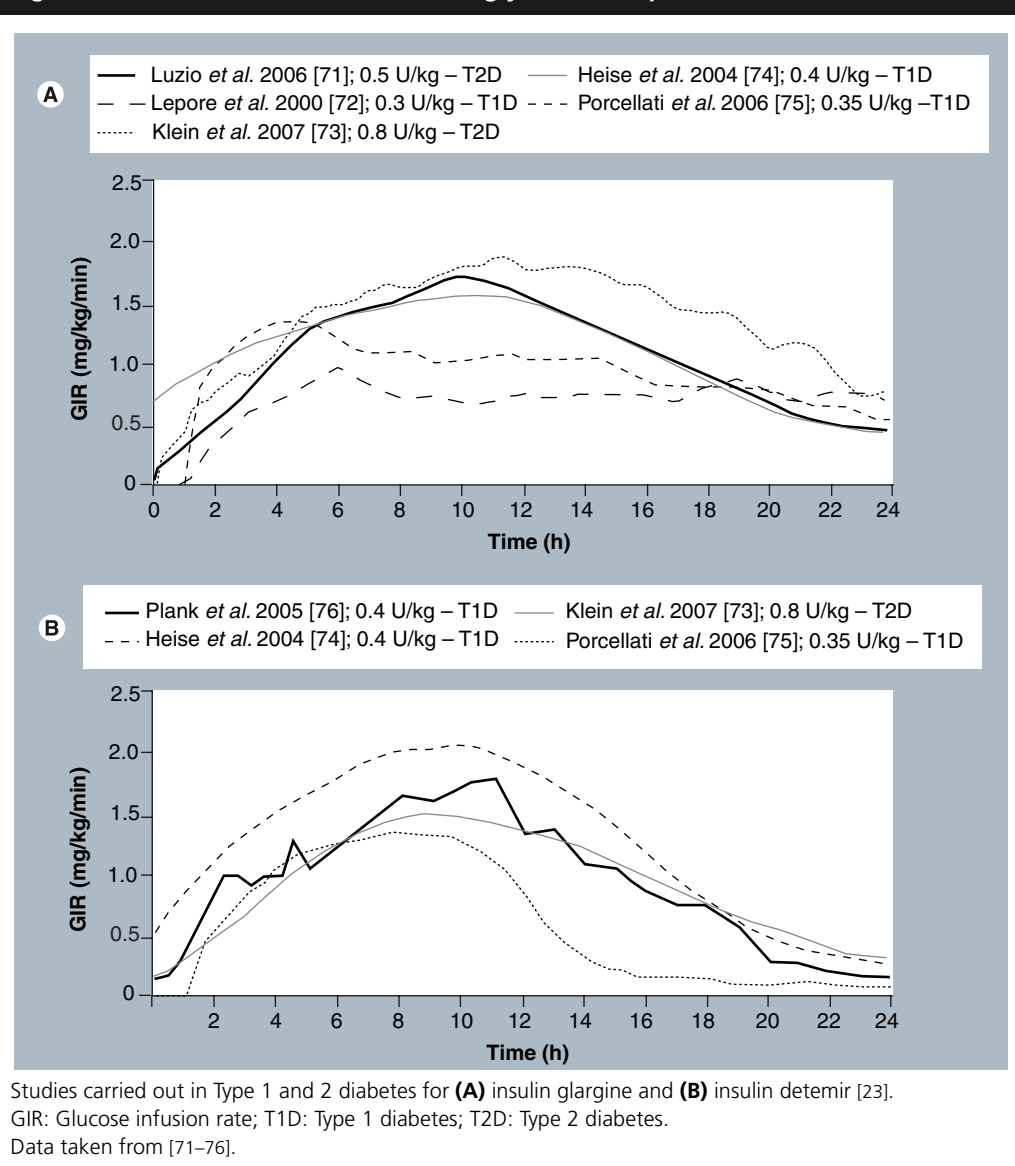 A
Luzio et al. 2006 [71]; 0.5 U/kg – T2D
Heise et al. 2004 [74]; 0.4 U/kg – T1D
Lepore et al. 2000 [72]; 0.3 U/kg – T1D
Porcellati et al. 2006 [75]; 0.35 U/kg –T1D
Klein et al. 2007 [73]; 0.8 U/kg – T2D
GIR (mg/kg/min)
2.5
2.0
1.5
1.0
0.5
0
0 2 4 6 8 10 12 14 16 18 20 22 24
Time (h)
B
Plank et al. 2005 [76]; 0.4 U/kg – T1D
Klein et al. 2007 [73]; 0.8 U/kg – T2D
Heise et al. 2004 [74]; 0.4 U/kg – T1D
Porcellati et al. 2006 [75]; 0.35 U/kg – T1D
GIR (mg/kg/min)
2.5
2.0
1.5
1.0
0.5
0
2 4 6 8 10 12 14 16 18 20 22 24
Time (h)
Studies carried out in Type 1 and 2 diabetes for (A) insulin glargine and (B) insulin detemir [23].
GIR: Glucose infusion rate; T1D: Type 1 diabetes; T2D: Type 2 diabetes.
Data taken from [71–76].